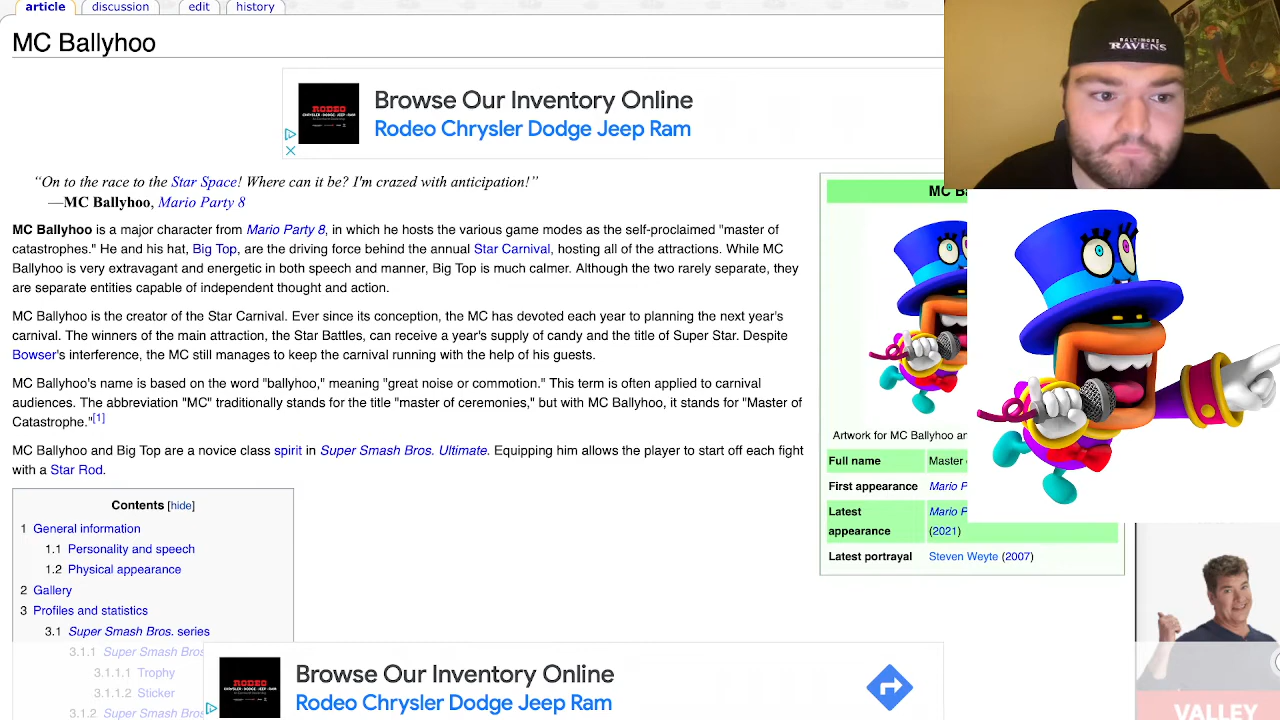 article discussion edit history
MC Ballyhoo
Browse Our Inventory Online
RODEO
Rodeo Chrysler Dodge Jeep Ram
BALTIMORE
RAVENS
“On to the race to the Star Space! Where can it be? I'm crazed with anticipation!”
—MC Ballyhoo, Mario Party 8
MC Ballyhoo is a major character from Mario Party 8, in which he hosts the various game modes as the self-proclaimed "master of
catastrophes." He and his hat, Big Top, are the driving force behind the annual Star Carnival, hosting all of the attractions. While MC
Ballyhoo is very extravagant and energetic in both speech and manner, Big Top is much calmer. Although the two rarely separate, they
are separate entities capable of independent thought and action.
MC Ballyhoo is the creator of the Star Carnival. Ever since its conception, the MC has devoted each year to planning the next year's
carnival. The winners of the main attraction, the Star Battles, can receive a year's supply of candy and the title of Super Star. Despite
Bowser's interference, the MC still manages to keep the carnival running with the help of his guests.
MC Ballyhoo's name is based on the word "ballyhoo," meaning "great noise or commotion." This term is often applied to carnival
audiences. The abbreviation "MC" traditionally stands for the title "master of ceremonies," but with MC Ballyhoo, it stands for "Master of
Catastrophe."[1]
MC Ballyhoo and Big Top are a novice class spirit in Super Smash Bros. Ultimate. Equipping him allows the player to start off each fight
with a Star Rod.
MC B
Artwork for MC Ballyhoo an
Full name Master
First appearance Mario P
Latest Mario P
appearance (2021)
Latest portrayal Steven Weyte (2007)
Contents [hide]
1 General information
1.1 Personality and speech
1.2 Physical appearance
2 Gallery
3 Profiles and statistics
3.1 Super Smash Bros. series
3.1.1 Super Smash Bros
3.1.1.1 Trophy
3.1.1.2 Sticker
3.1.2 Super Smash Bros
RODEO
Browse Our Inventory Online
Rodeo Chrysler Dodge Jeep Ram
VALLEY